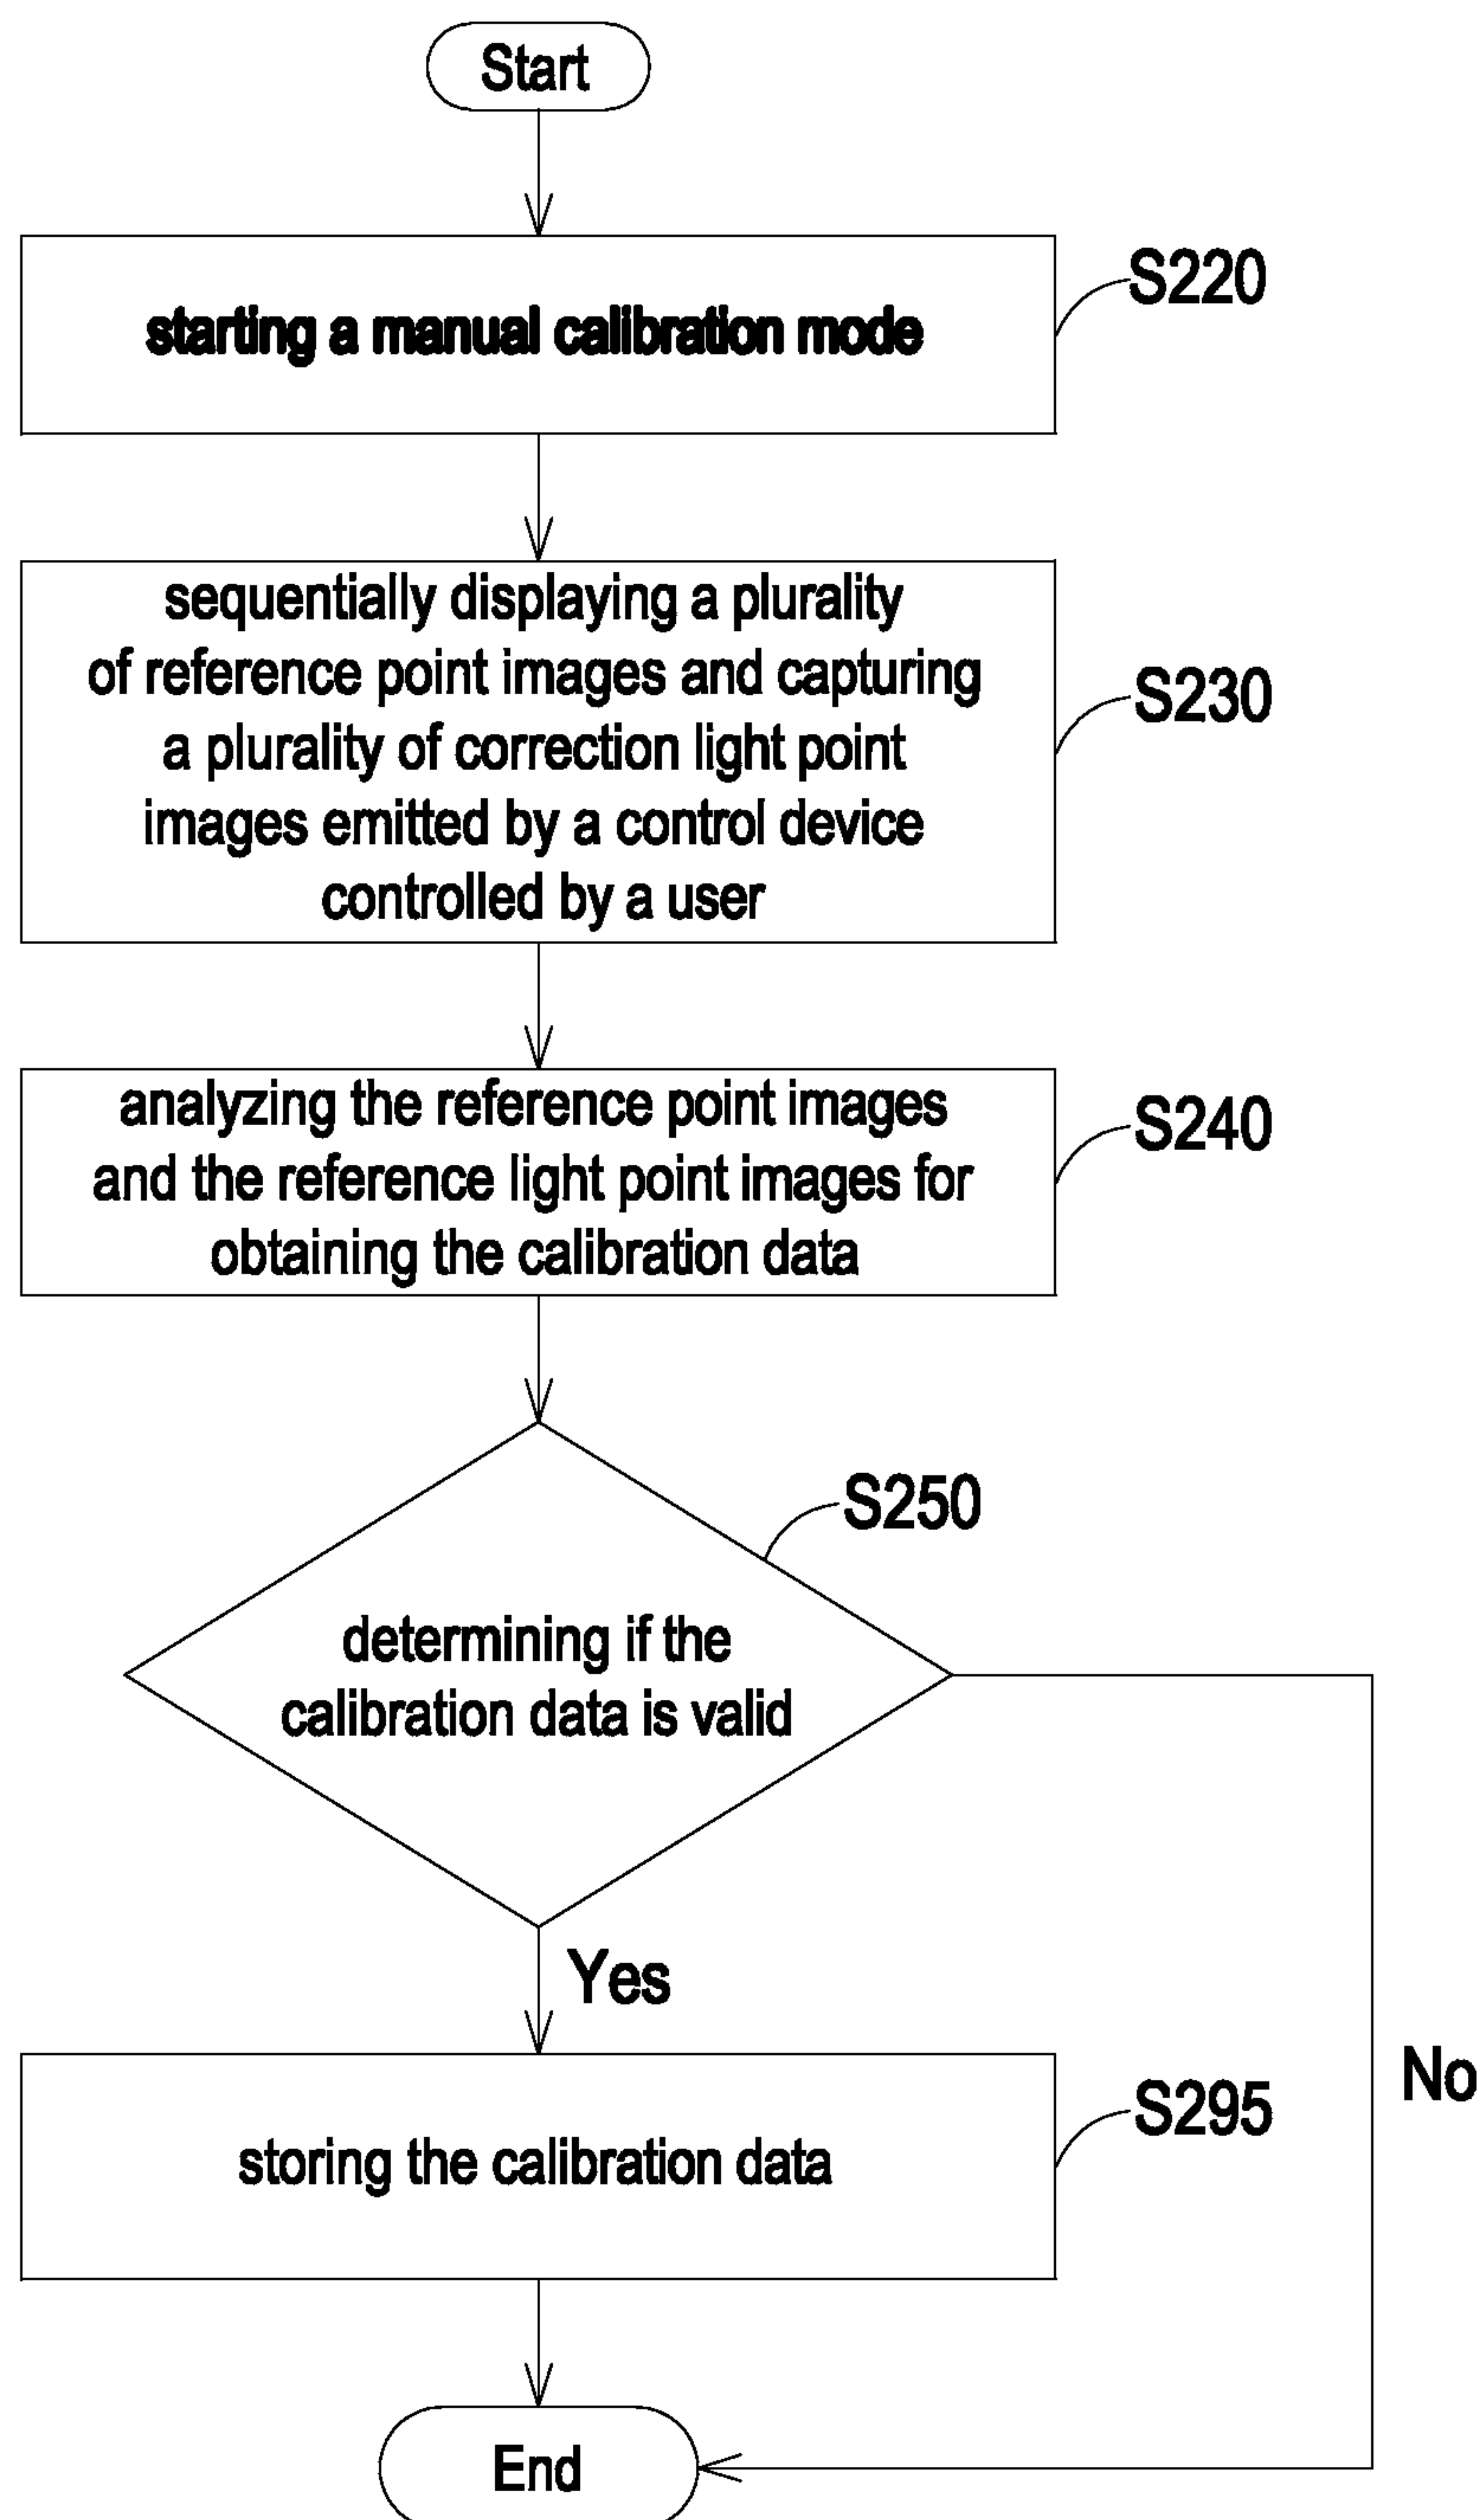 Start
starting a manual calibration mode
S220
sequentially displaying a plurality
of reference point images and capturing
a plurality of correction light point
images emitted by a control device
controlled by a user
S230
analyzing the reference point images
and the reference light point images for
obtaining the calibration data
S240
S250
determining if the
calibration data is valid
Yes
No
storing the calibration data
S295
End